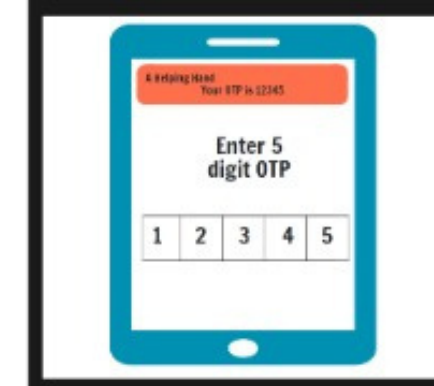 A Helping Hand
Your OTP is 12345
Enter 5
digit OTP
1 2 3 4 5